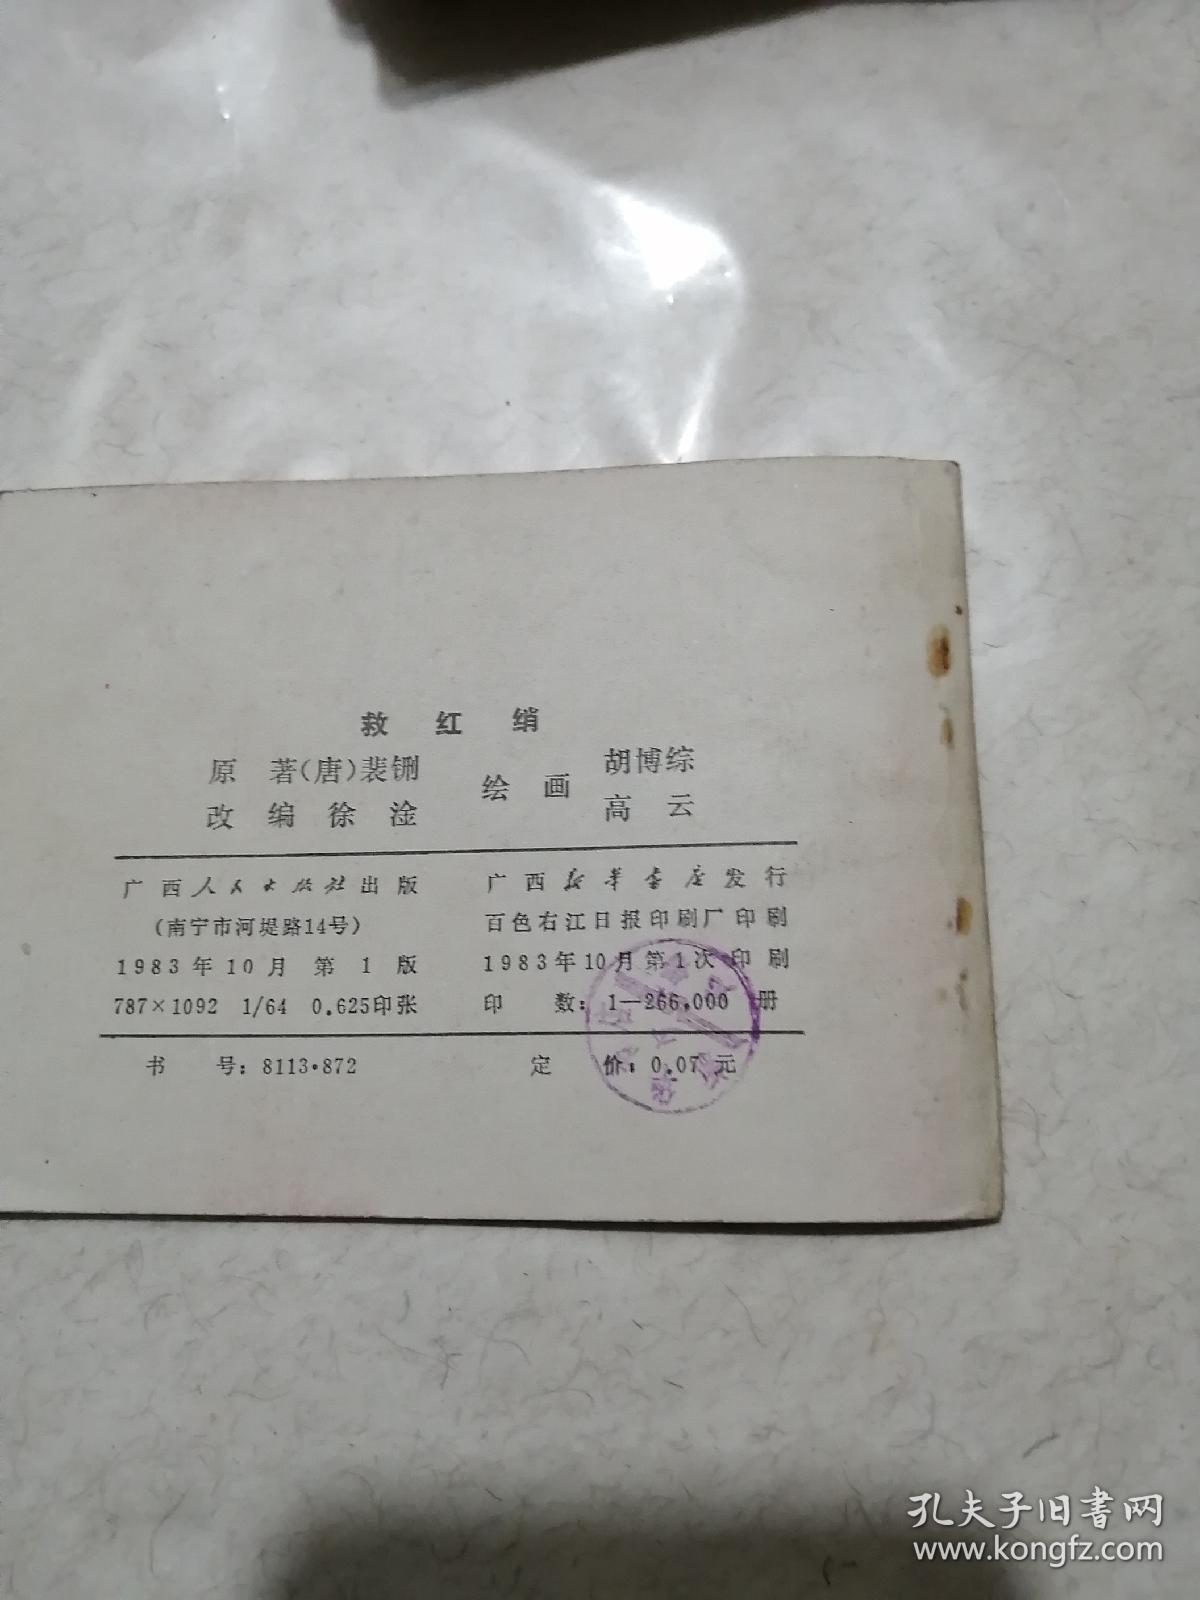 救红绡
原著(唐)裴铏
改编徐淦
绘画
胡博综
高云
广西人民出版社出版
(南宁市河堤路14号)
1983年10月第1版
787×1092 1/64 0.625印张
广西新华书店发行
百色右江日报印刷厂印刷
1983年10月第1次印刷
印数：1—266,000册
书号：8113·872
定价：0.07元
孔夫子旧书网
www.kongfz.com